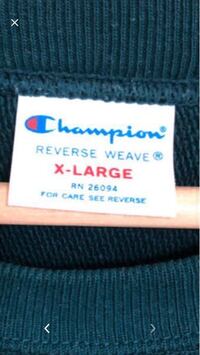 Champion®
REVERSE WEAVE®
X-LARGE
RN 26094
FOR CARE SEE REVERSE